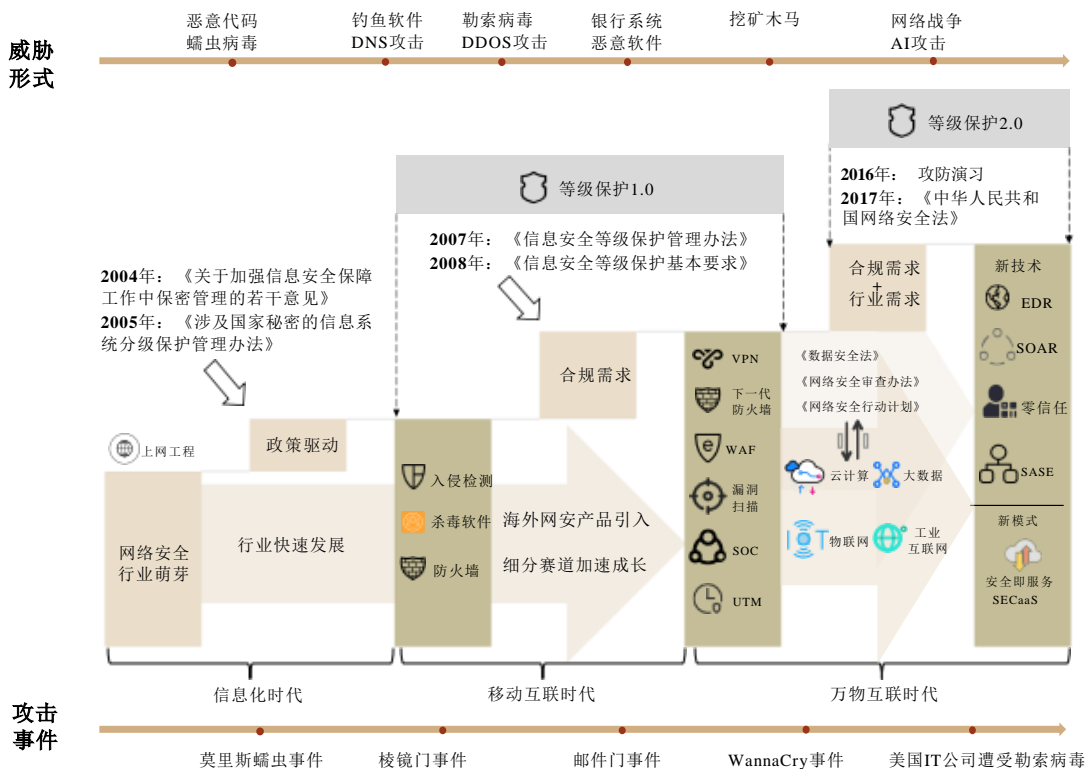 恶意代码
蠕虫病毒
钓鱼软件
DNS攻击
勒索病毒
DDOS攻击
银行系统
恶意软件
挖矿木马
网络战争
AI攻击
威胁
形式
等级保护2.0
2016年： 攻防演习
2017年：《中华人民共和
国网络安全法》
等级保护1.0
2007年：《信息安全等级保护管理办法》
2008年：《信息安全等级保护基本要求》
2004年：《关于加强信息安全保障
工作中保密管理的若干意见》
2005年：《涉及国家秘密的信息系
统分级保护管理办法》
上网工程
网络安全
行业萌芽
政策驱动
行业快速发展
入侵检测
杀毒软件
防火墙
合规需求
海外网安产品引入
细分赛道加速成长
VPN
下一代
防火墙
WAF
漏洞
扫描
SOC
UTM
合规需求
+
行业需求
《数据安全法》
《网络安全审查办法》
《网络安全行动计划》
云计算
大数据
IOT
物联网
工业
互联网
新技术
EDR
SOAR
零信任
SASE
新模式
安全即服务
SECaaS
信息化时代
移动互联时代
万物互联时代
攻击
事件
莫里斯蠕虫事件
棱镜门事件
邮件门事件
WannaCry事件
美国IT公司遭受勒索病毒